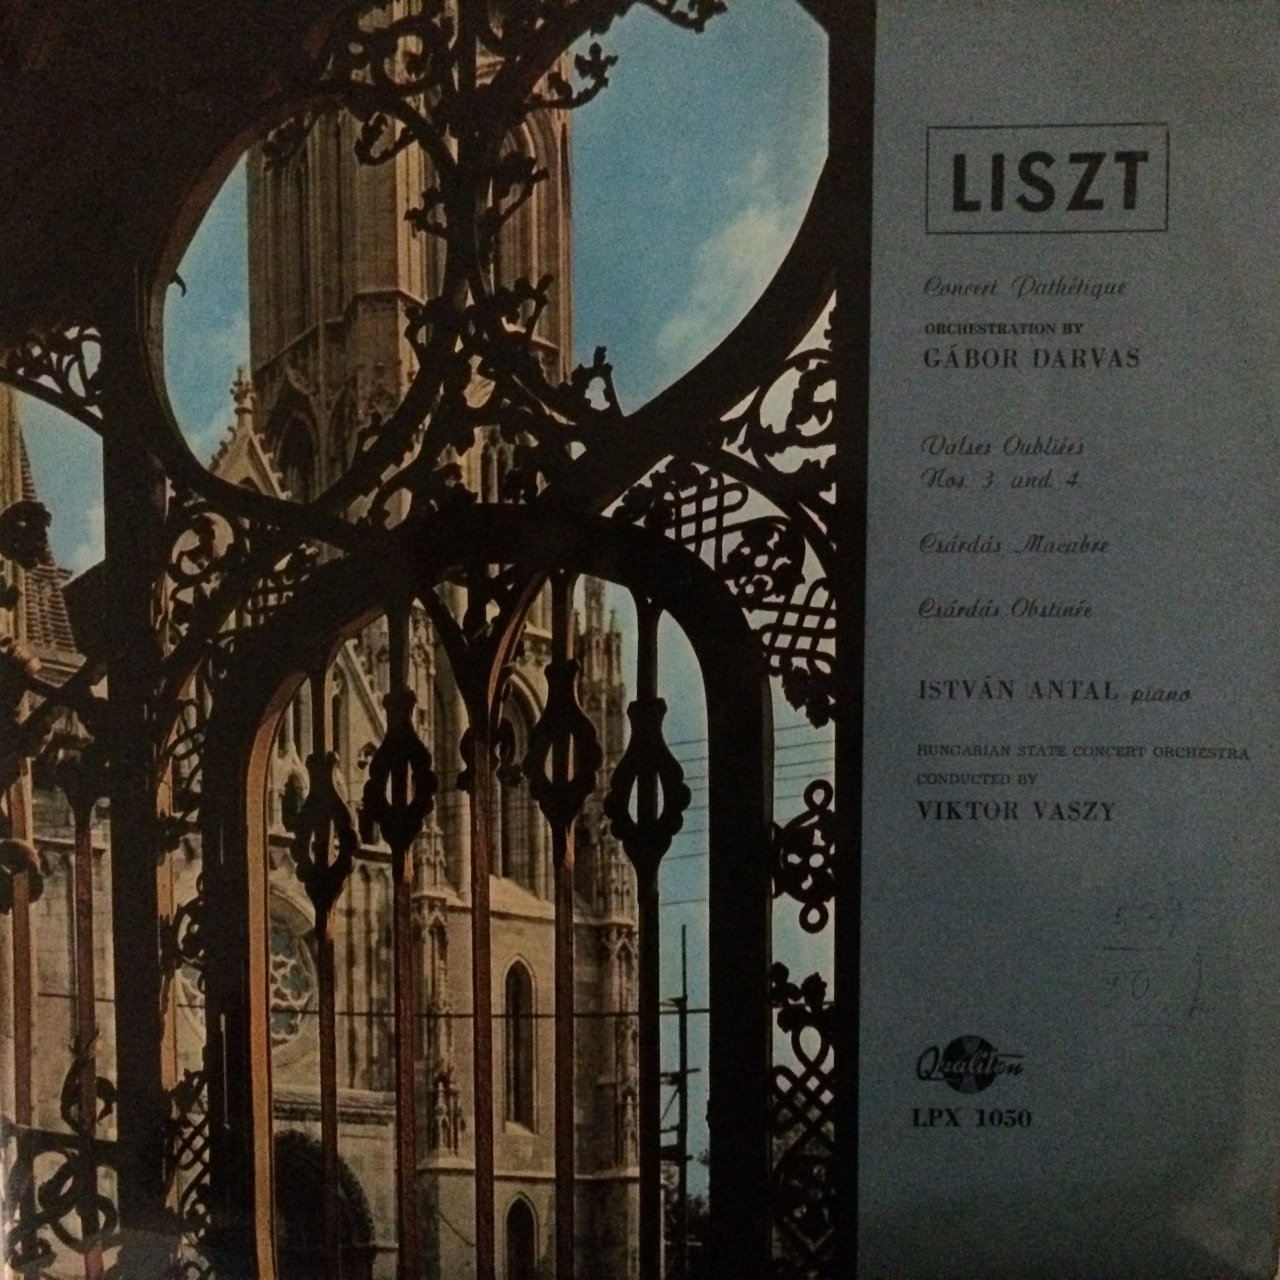 LISZT
Concert Pathétique
ORCHESTRATION BY
GÁBOR DARVAS
Valses Oubliées
Nos. 3. and. 4.
Csárdás Macabre
Csárdás Obstinée
ISTVÁN ANTAL piano
HUNGARIAN STATE CONCERT ORCHESTRA
CONDUCTED BY
VIKTOR VASZY
539
Qualiton
LPX 1050